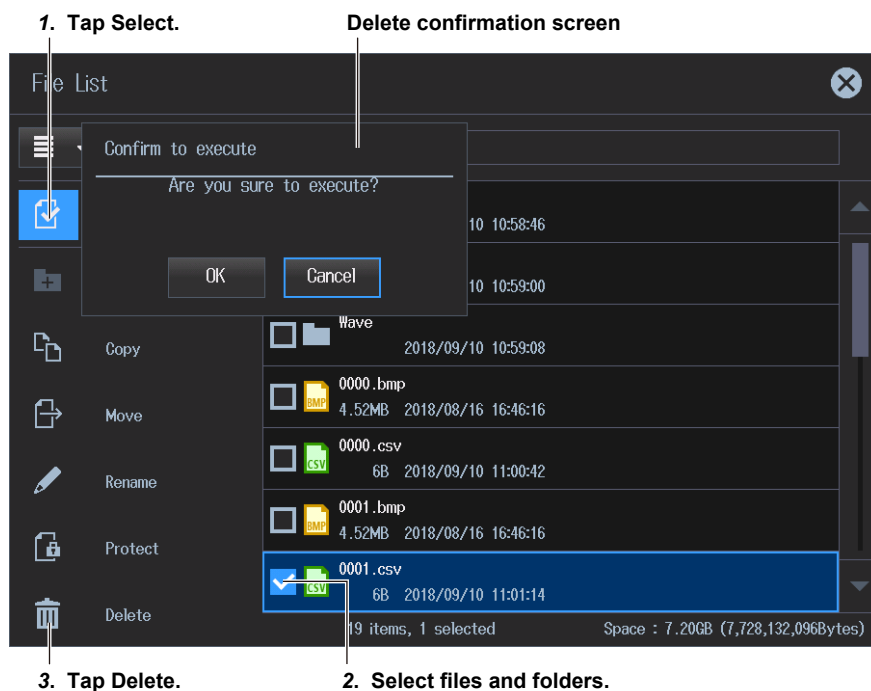 1. Tap Select.
Delete confirmation screen
File List
Confirm to execute
Are you sure to execute?
OK
Cancel
10 10:58:46
10 10:59:00
Wave
2018/09/10 10:59:08
0000.bmp
BMP
4.52MB 2018/08/16 16:46:16
0000.csv
CSV
6B 2018/09/10 11:00:42
0001.bmp
BMP
4.52MB 2018/08/16 16:46:16
0001.csv
CSV
6B 2018/09/10 11:01:14
Copy
Move
Rename
Protect
Delete
19 items, 1 selected
Space : 7.20GB (7,728,132,096Bytes)
3. Tap Delete.
2. Select files and folders.